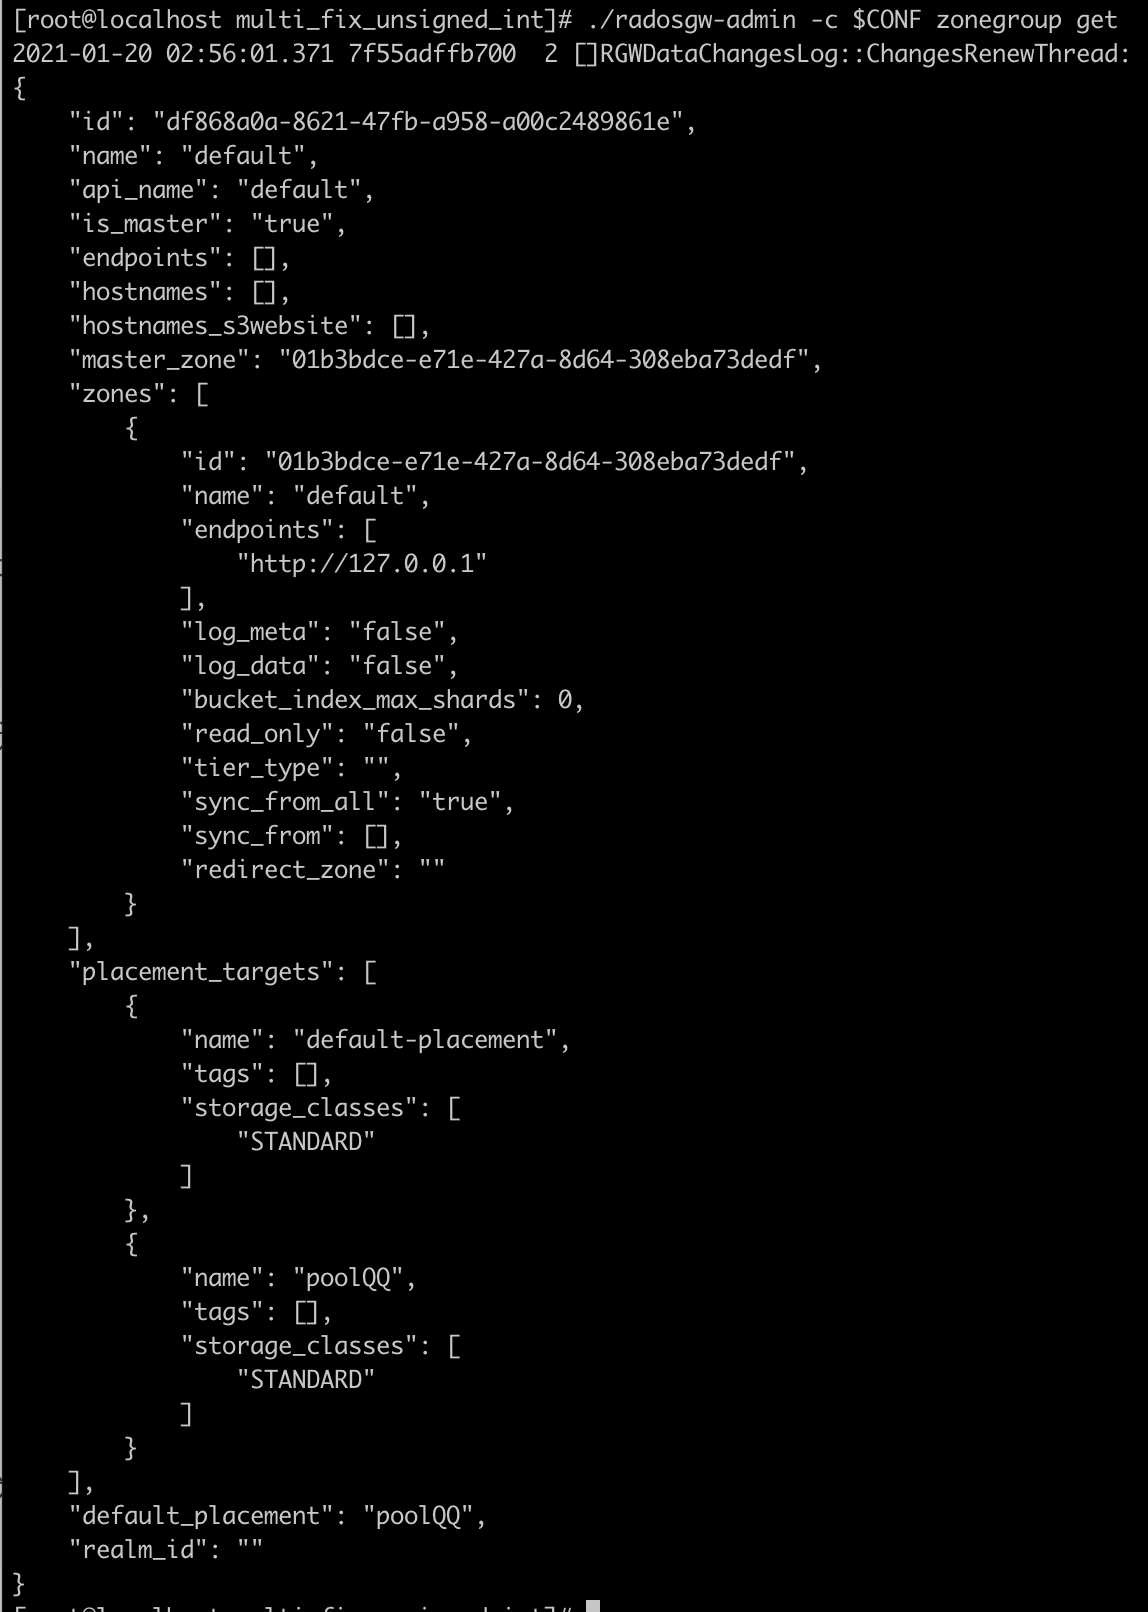 [root@localhost multi_fix_unsigned_int]# ./radosgw-admin -c $CONF zonegroup get
2021-01-20 02:56:01.371 7f55adffb700  2 []RGWDataChangesLog::ChangesRenewThread:
{
    "id": "df868a0a-8621-47fb-a958-a00c2489861e",
    "name": "default",
    "api_name": "default",
    "is_master": "true",
    "endpoints": [],
    "hostnames": [],
    "hostnames_s3website": [],
    "master_zone": "01b3bdce-e71e-427a-8d64-308eba73dedf",
    "zones": [
        {
            "id": "01b3bdce-e71e-427a-8d64-308eba73dedf",
            "name": "default",
            "endpoints": [
                "http://127.0.0.1"
            ],
            "log_meta": "false",
            "log_data": "false",
            "bucket_index_max_shards": 0,
            "read_only": "false",
            "tier_type": "",
            "sync_from_all": "true",
            "sync_from": [],
            "redirect_zone": ""
        }
    ],
    "placement_targets": [
        {
            "name": "default-placement",
            "tags": [],
            "storage_classes": [
                "STANDARD"
            ]
        },
        {
            "name": "poolQQ",
            "tags": [],
            "storage_classes": [
                "STANDARD"
            ]
        }
    ],
    "default_placement": "poolQQ",
    "realm_id": ""
}
[root@localhost multi_fix_unsigned_int]#